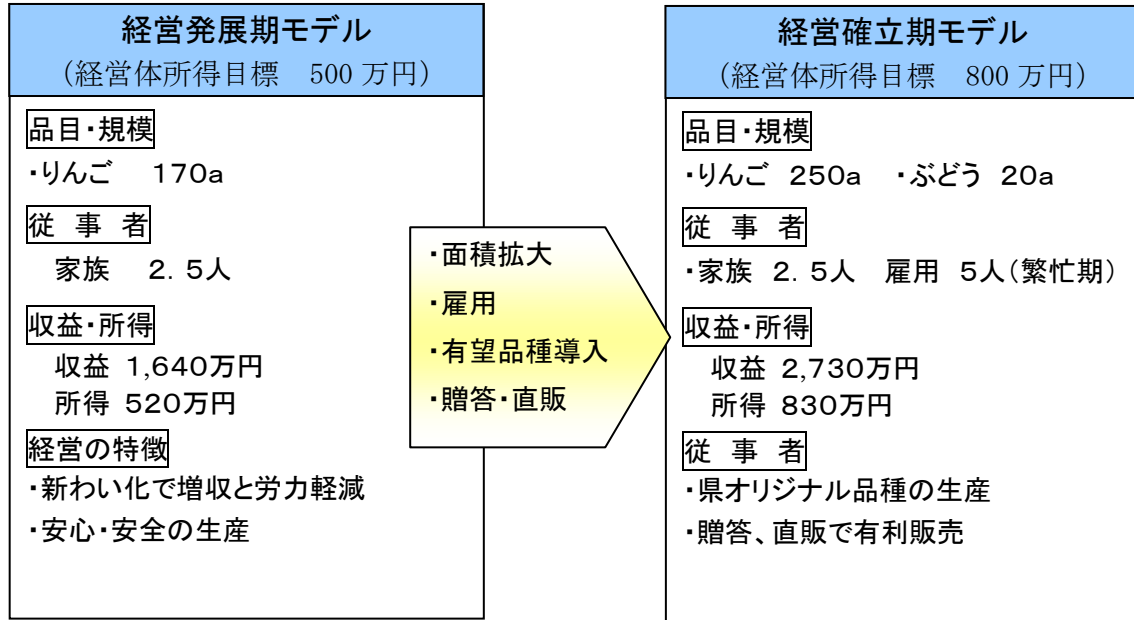 経営発展期モデル
(経営体所得目標 500 万円)
品目・規模
・りんご 170a
従 事 者
家族 2.5人
収益・所得
収益 1,640万円
所得 520万円
経営の特徴
・新わい化で増収と労力軽減
・安心・安全の生産
・面積拡大
・雇用
・有望品種導入
・贈答・直販
経営確立期モデル
(経営体所得目標 800 万円)
品目・規模
・りんご 250a ・ぶどう 20a
従 事 者
・家族 2.5人 雇用 5人(繁忙期)
収益・所得
収益 2,730万円
所得 830万円
従 事 者
・県オリジナル品種の生産
・贈答、直販で有利販売